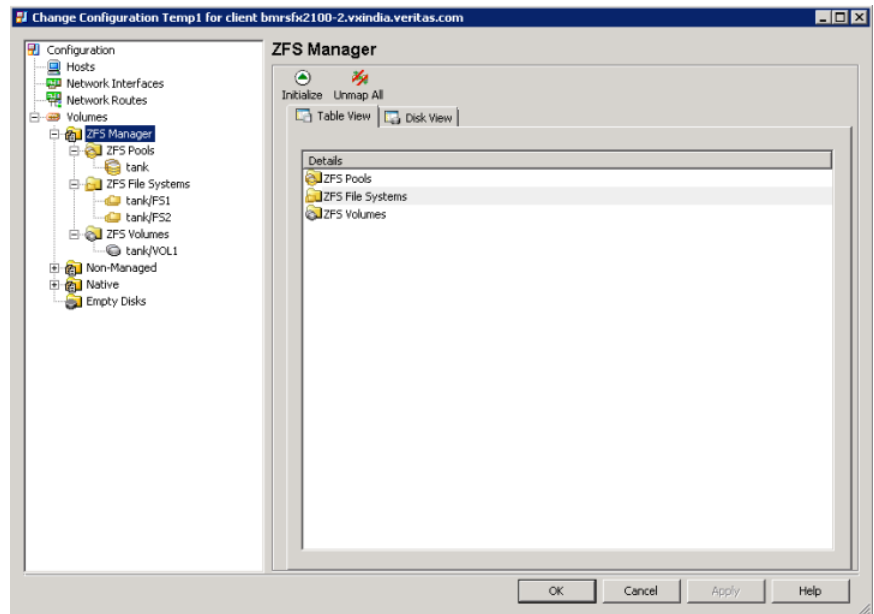 Change Configuration Temp1 for client bmrsfx2100-2.vxindia.veritas.com
Configuration
Hosts
Network Interfaces
Network Routes
Volumes
ZFS Manager
ZFS Pools
tank
ZFS File Systems
tank/FS1
tank/FS2
ZFS Volumes
tank/VOL1
Non-Managed
Native
Empty Disks
ZFS Manager
Initialize Unmap All
Table View Disk View
Details
ZFS Pools
ZFS File Systems
ZFS Volumes
OK Cancel Apply Help